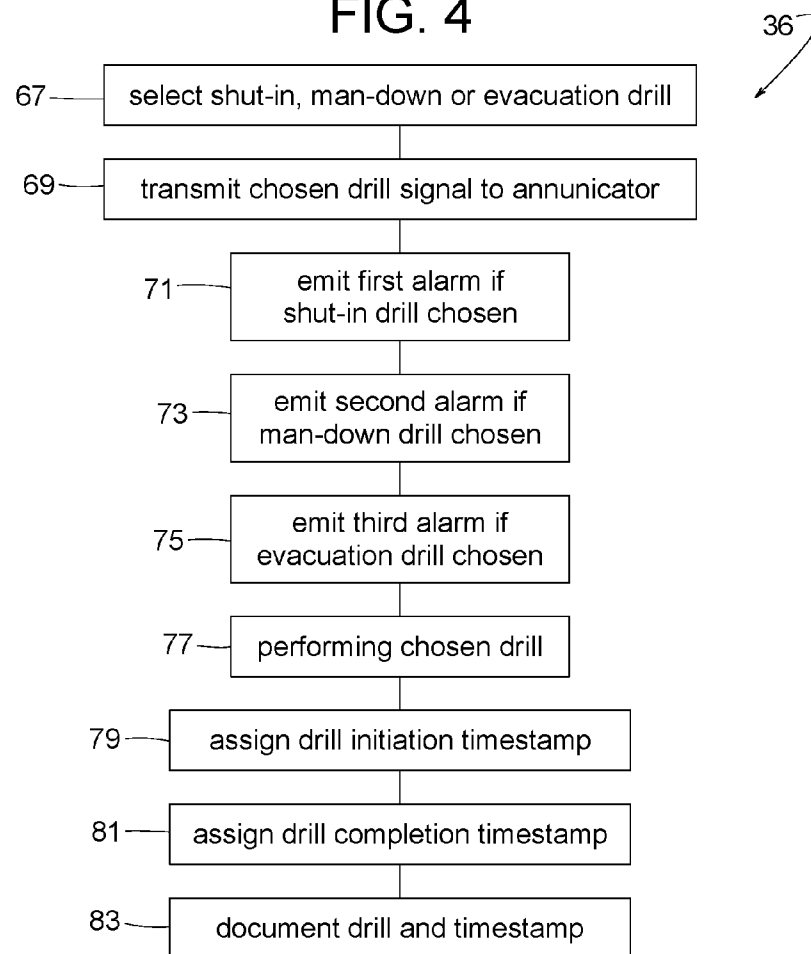 FIG. 4
36
67
select shut-in, man-down or evacuation drill
69
transmit chosen drill signal to annunicator
71
emit first alarm if
shut-in drill chosen
73
emit second alarm if
man-down drill chosen
75
emit third alarm if
evacuation drill chosen
77
performing chosen drill
79
assign drill initiation timestamp
81
assign drill completion timestamp
83
document drill and timestamp